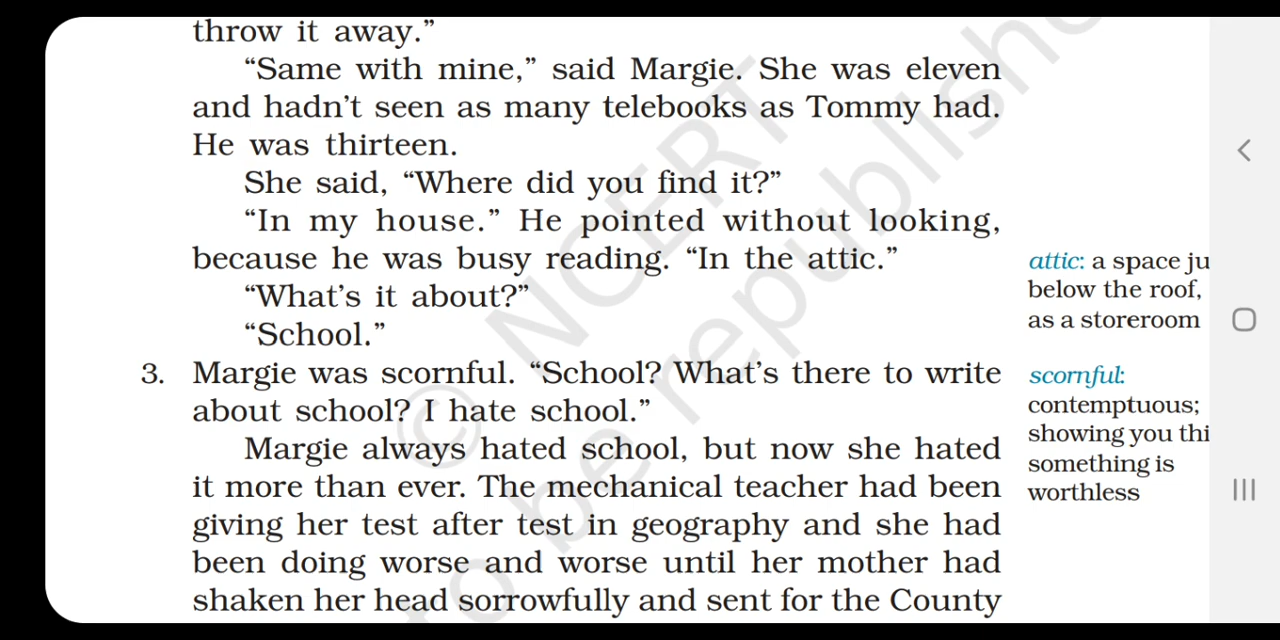 throw it away.”
“Same with mine,” said Margie. She was eleven
and hadn’t seen as many telebooks as Tommy had.
He was thirteen.
She said, “Where did you find it?”
“In my house.” He pointed without looking,
because he was busy reading. “In the attic.”
“What’s it about?”
“School.”
3. Margie was scornful. “School? What’s there to write
about school? I hate school.”
Margie always hated school, but now she hated
it more than ever. The mechanical teacher had been
giving her test after test in geography and she had
been doing worse and worse until her mother had
shaken her head sorrowfully and sent for the County
attic: a space ju
below the roof,
as a storeroom
scornful:
contemptuous;
showing you thi
something is
worthless
© NCERT
to be republishe